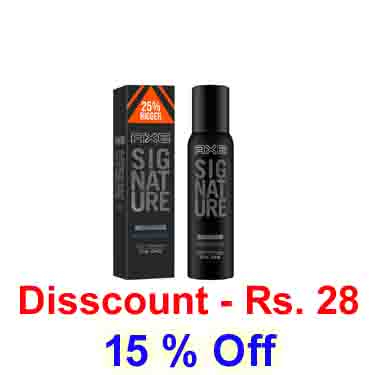 25%
BIGGER
AXE
SIG
NAT
URE
AXE
SIG
NAT
URE
Disscount - Rs. 28
15 % Off